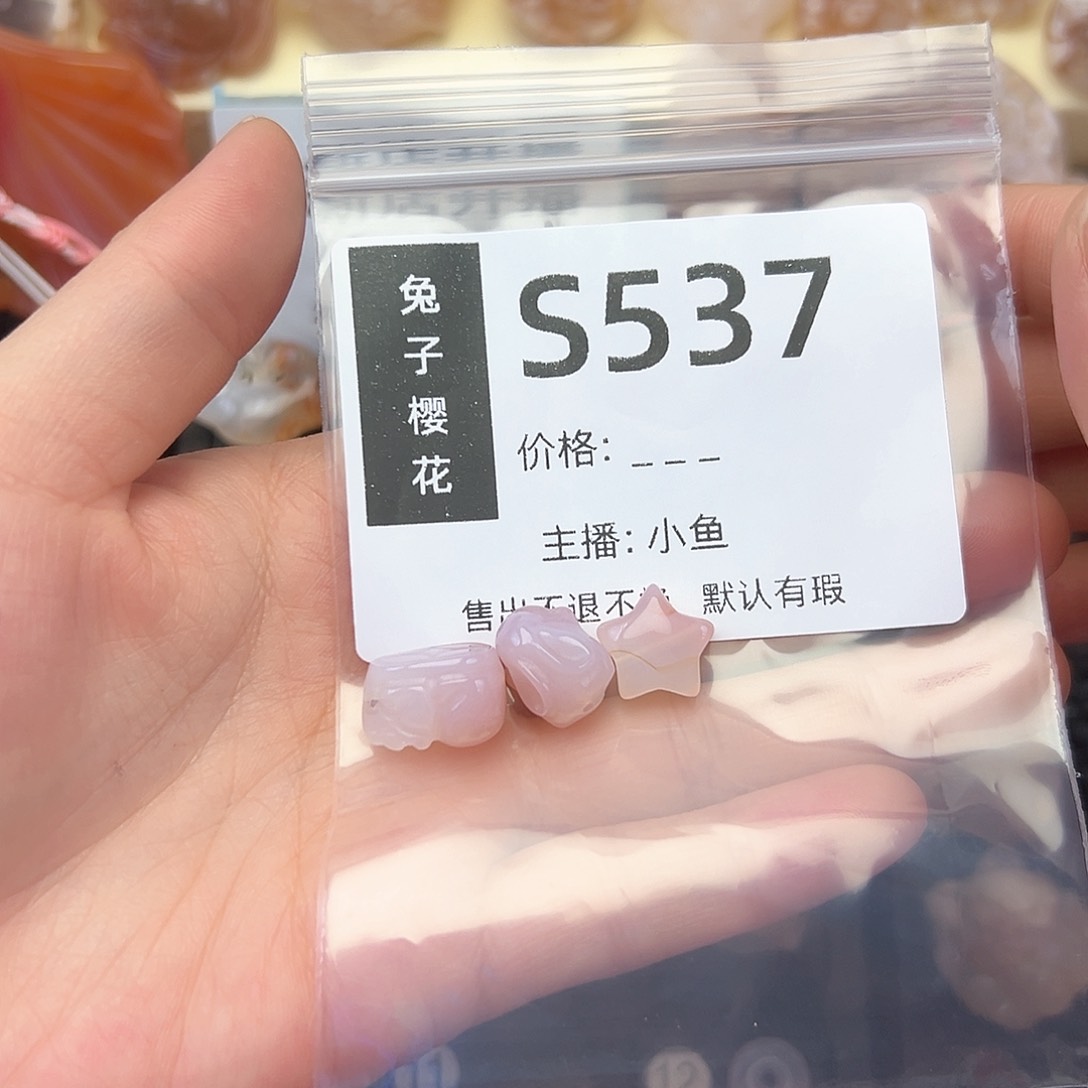 兔子樱花
S537
价格: _ _ _
主播: 小鱼
售出不退不 默认有瑕